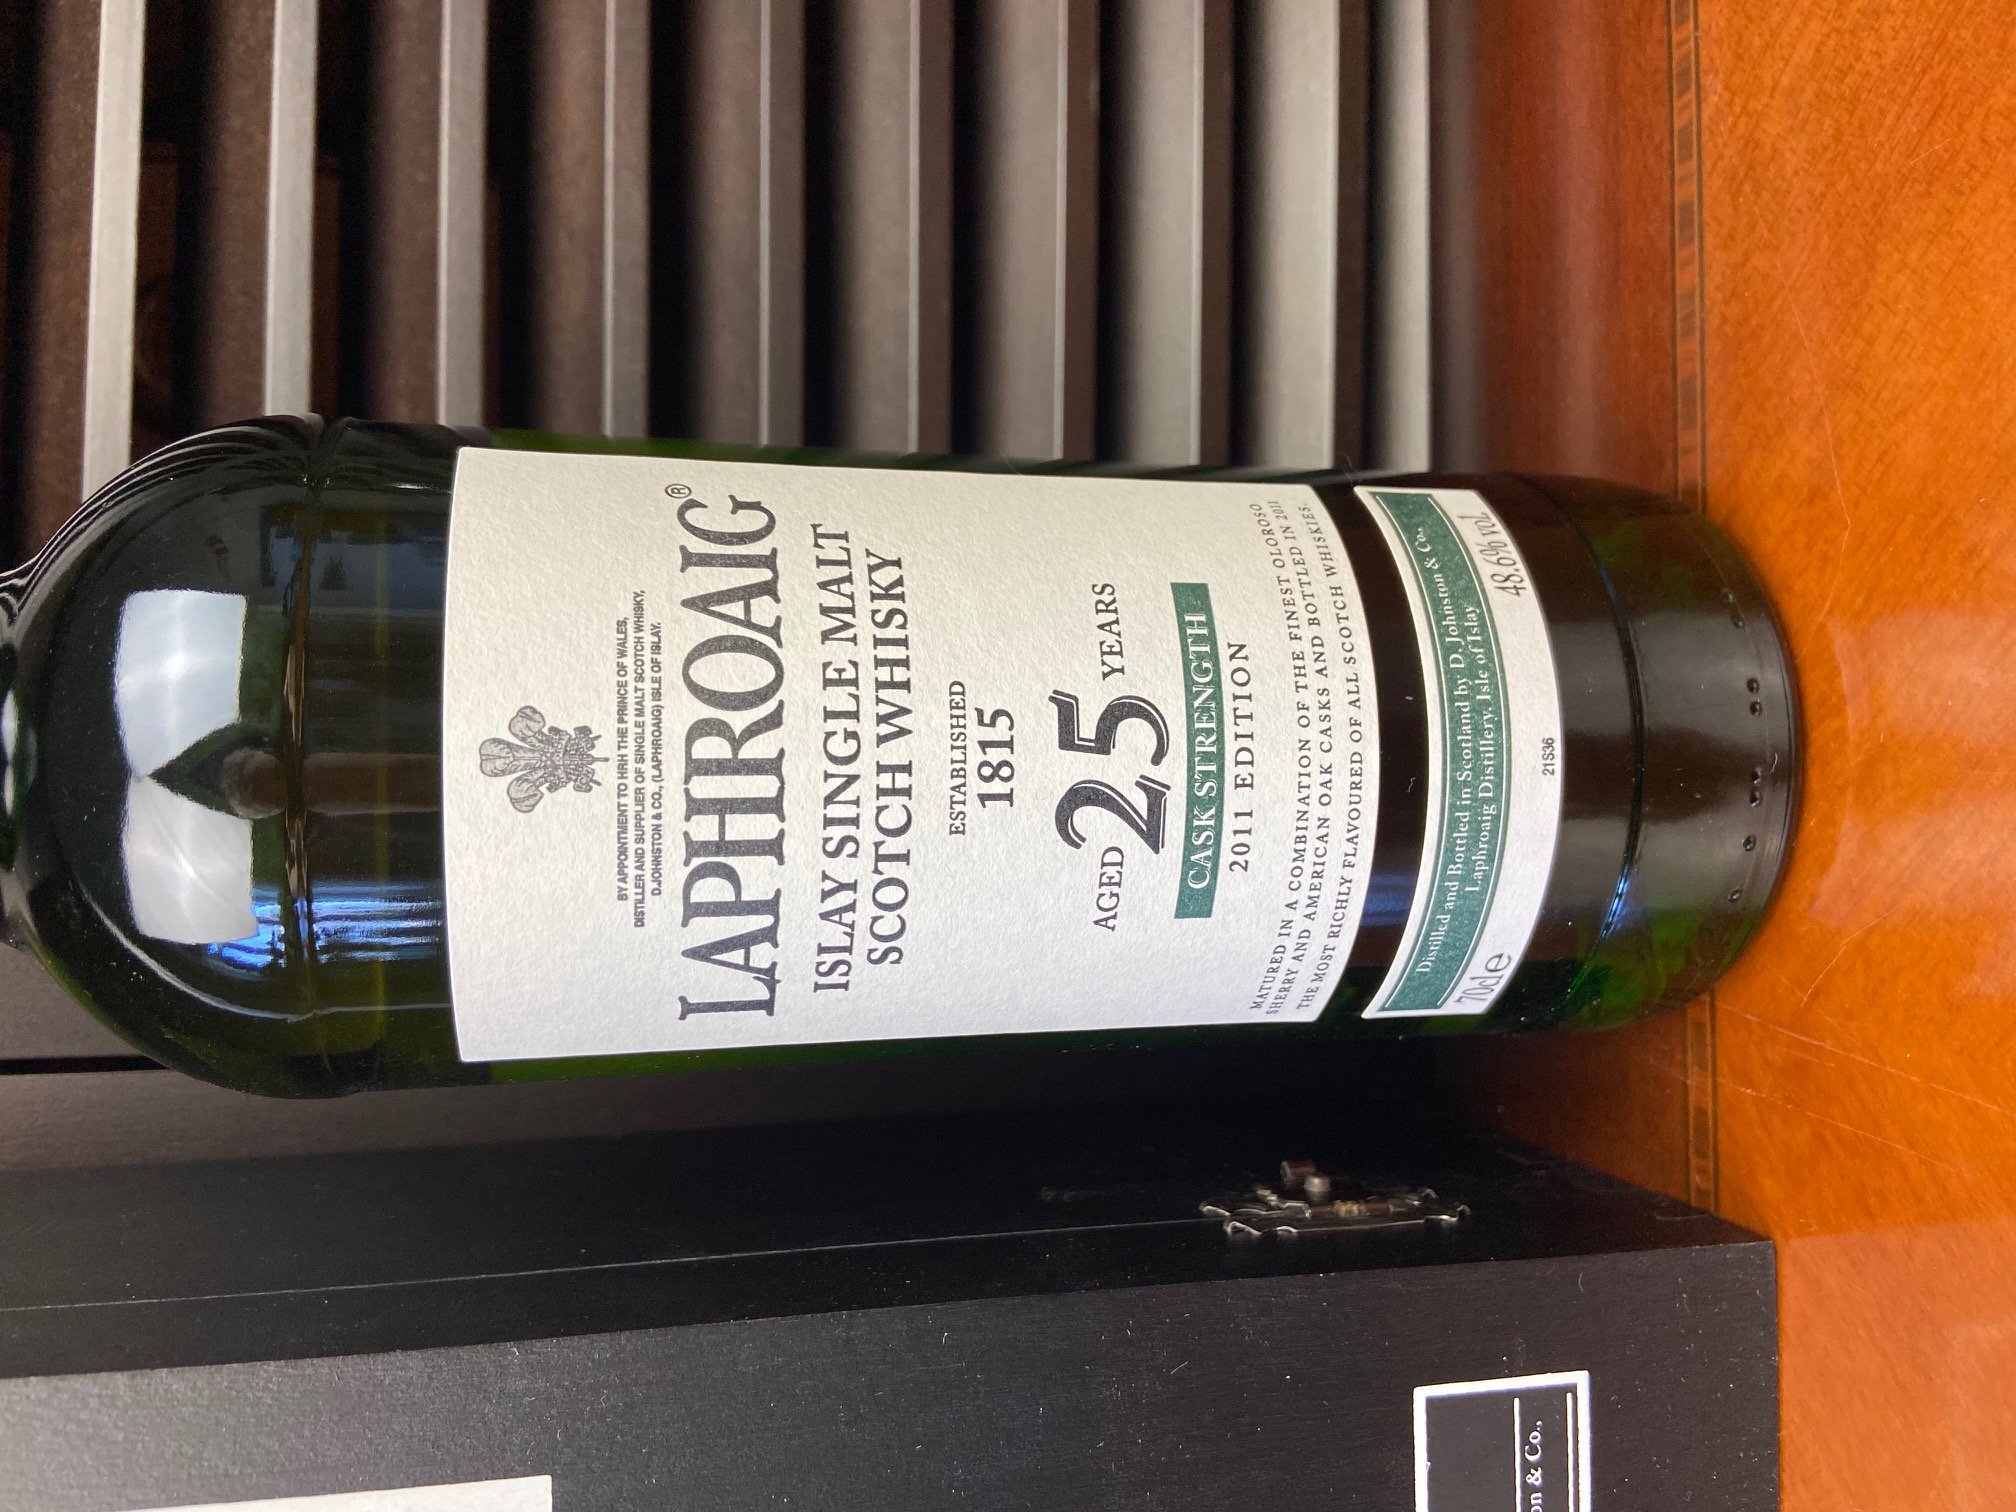 BY APPOINTMENT TO HRH THE PRINCE OF WALES,
DISTILLER AND SUPPLIER OF SINGLE MALT SCOTCH WHISKY,
D.JOHNSTON & CO., (LAPHROAIG) ISLE OF ISLAY.
LAPHROAIG®
ISLAY SINGLE MALT
SCOTCH WHISKY
ESTABLISHED
1815
AGED 25 YEARS
CASK STRENGTH
2011 EDITION
MATURED IN A COMBINATION OF THE FINEST OLOROSO
SHERRY AND AMERICAN OAK CASKS AND BOTTLED IN 2011
THE MOST RICHLY FLAVOURED OF ALL SCOTCH WHISKIES.
Distilled and Bottled in Scotland by D. Johnston & Co.,
Laphroaig Distillery, Isle of Islay
70cl e 48.6% vol.
21S36
on & Co.,